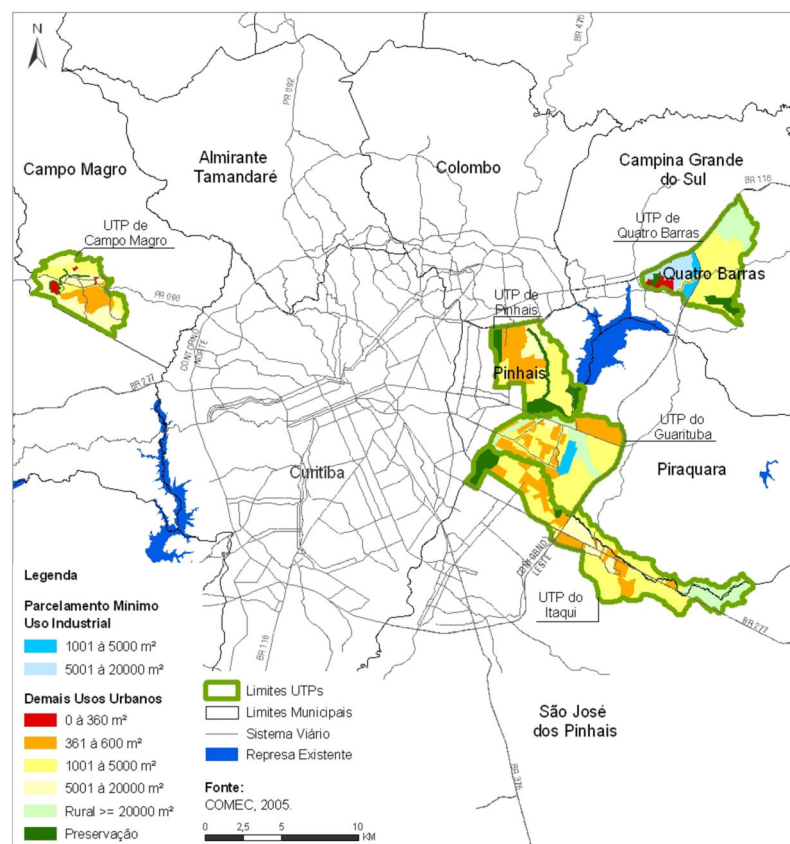 N
BR 476
PR 092
Almirante
Tamandaré
Colombo
Campina Grande
do Sul
BR 116
Campo Magro
UTP de
Campo Magro
UTP de
Quatro Barras
Quatro Barras
PR 090
CONTORNO
NORTE
UTP de
Pinhais
Pinhais
BR 277
UTP do
Guarituba
Piraquara
Curitiba
CONTORNO
LESTE
UTP do
Itaqui
BR 277
BR 116
São José
dos Pinhais
BR 376
Legenda
Parcelamento Mínimo
Uso Industrial
1001 à 5000 m²
5001 à 20000 m²
Demais Usos Urbanos
0 à 360 m²
361 à 600 m²
1001 à 5000 m²
5001 à 20000 m²
Rural >= 20000 m²
Preservação
Limites UTPs
Limites Municipais
Sistema Viário
Represa Existente
Fonte:
COMEC, 2005.
0 2,5 5 10
KM